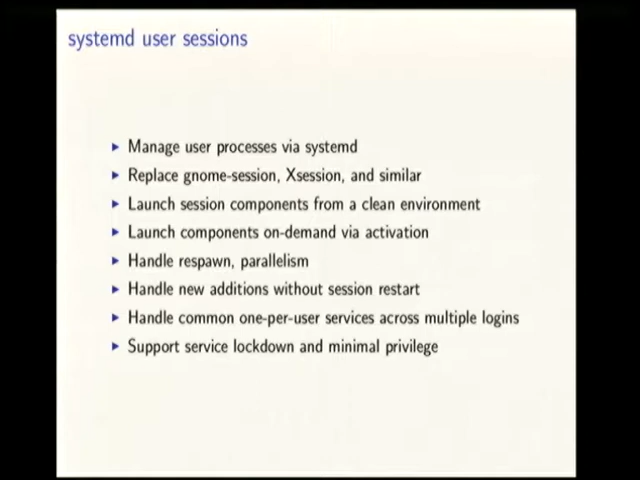 systemd user sessions
Manage user processes via systemd
Replace gnome-session, Xsession, and similar
Launch session components from a clean environment
Launch components on-demand via activation
Handle respawn, parallelism
Handle new additions without session restart
Handle common one-per-user services across multiple logins
Support service lockdown and minimal privilege